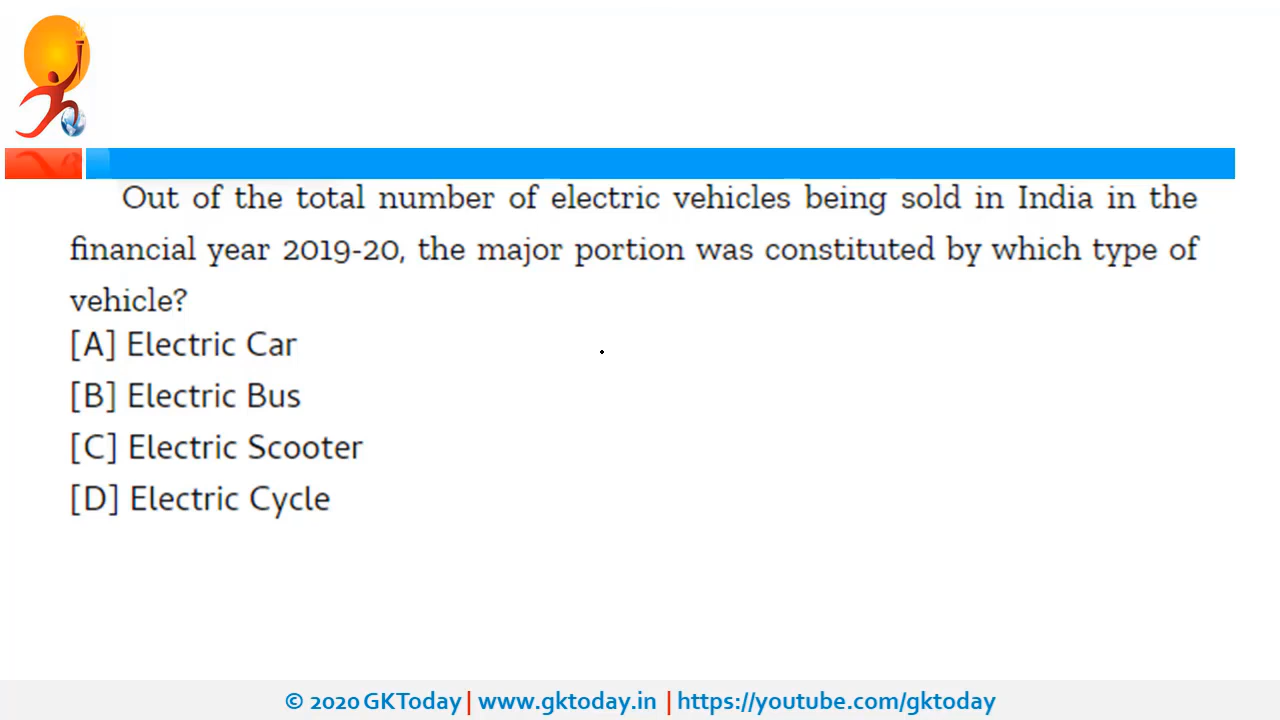 Out of the total number of electric vehicles being sold in India in the
financial year 2019-20, the major portion was constituted by which type of
vehicle?
[A] Electric Car
[B] Electric Bus
[C] Electric Scooter
[D] Electric Cycle
© 2020 GKToday | www.gktoday.in | https://youtube.com/gktoday